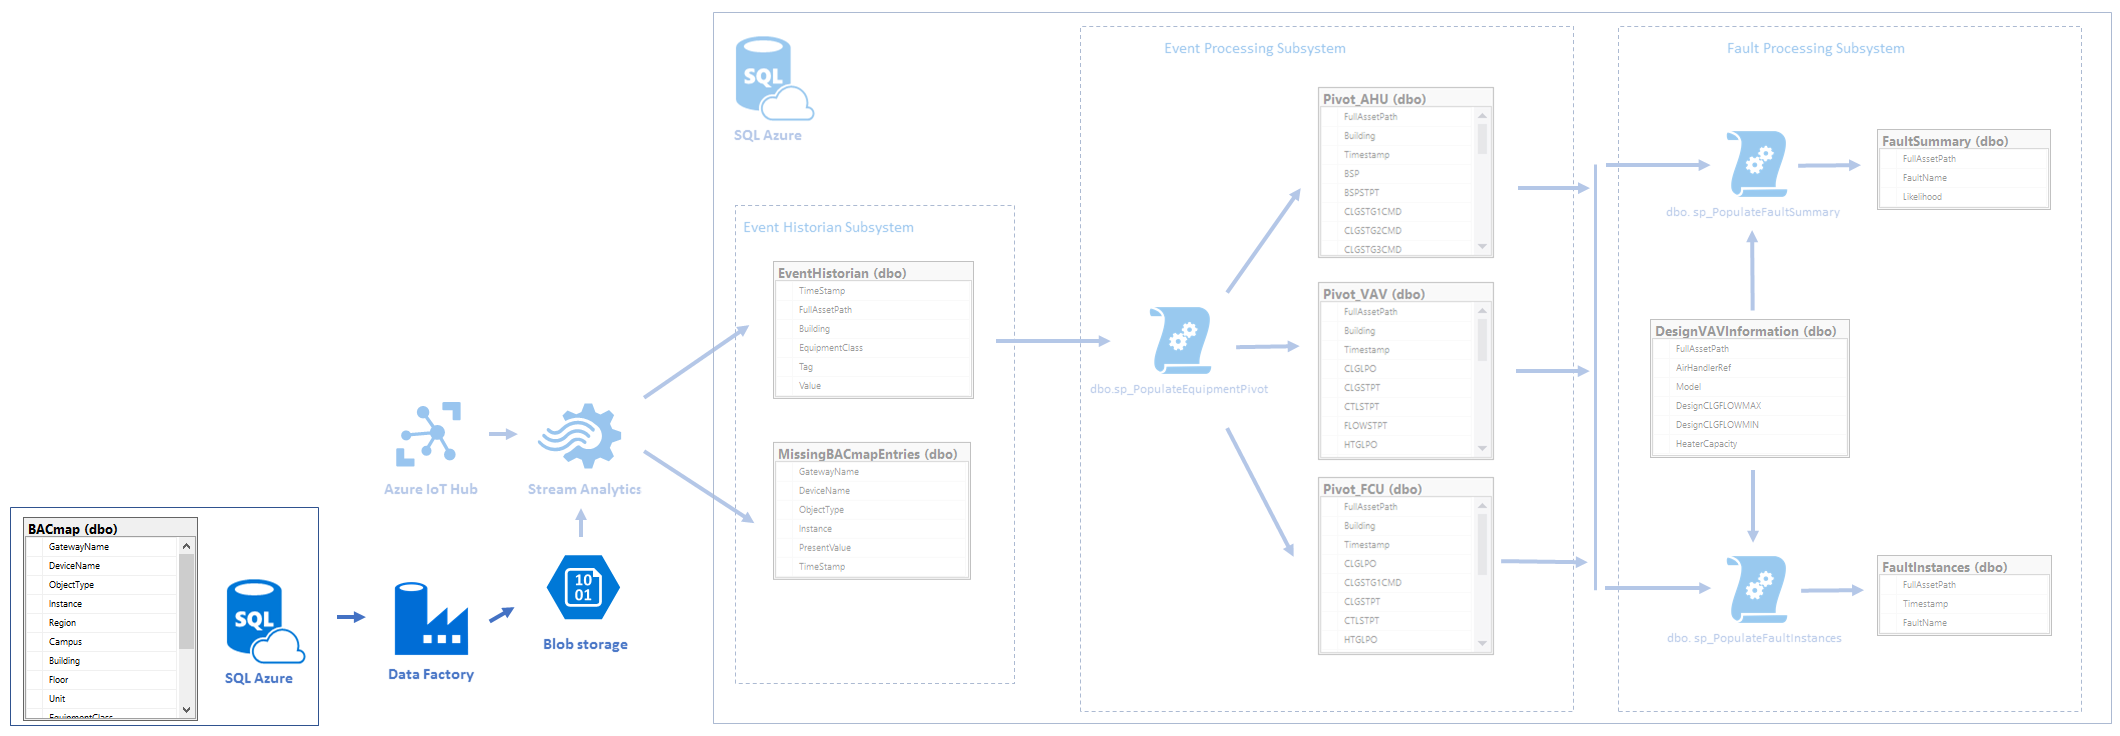 SQL
SQL Azure
Event Processing Subsystem
Fault Processing Subsystem
Event Historian Subsystem
EventHistorian (dbo)
TimeStamp
FullAssetPath
Building
EquipmentClass
Tag
Value
MissingBACmapEntries (dbo)
GatewayName
DeviceName
ObjectType
Instance
PresentValue
TimeStamp
dbo.sp_PopulateEquipmentPivot
Pivot_AHU (dbo)
FullAssetPath
Building
Timestamp
BSP
BSPSTPT
CLGSTG1CMD
CLGSTG2CMD
CLGSTG3CMD
Pivot_VAV (dbo)
FullAssetPath
Building
Timestamp
CLGLPO
CLGSTPT
CTLSTPT
FLOWSTPT
HTGLPO
Pivot_FCU (dbo)
FullAssetPath
Building
Timestamp
CLGLPO
CLGSTG1CMD
CLGSTPT
CTLSTPT
HTGLPO
dbo. sp_PopulateFaultSummary
FaultSummary (dbo)
FullAssetPath
FaultName
Likelihood
DesignVAVInformation (dbo)
FullAssetPath
AirHandlerRef
Model
DesignCLGFLOWMAX
DesignCLGFLOWMIN
HeaterCapacity
dbo. sp_PopulateFaultInstances
FaultInstances (dbo)
FullAssetPath
Timestamp
FaultName
Azure IoT Hub
Stream Analytics
BACmap (dbo)
GatewayName
DeviceName
ObjectType
Instance
Region
Campus
Building
Floor
Unit
EquipmentClass
SQL
SQL Azure
Data Factory
10
01
Blob storage